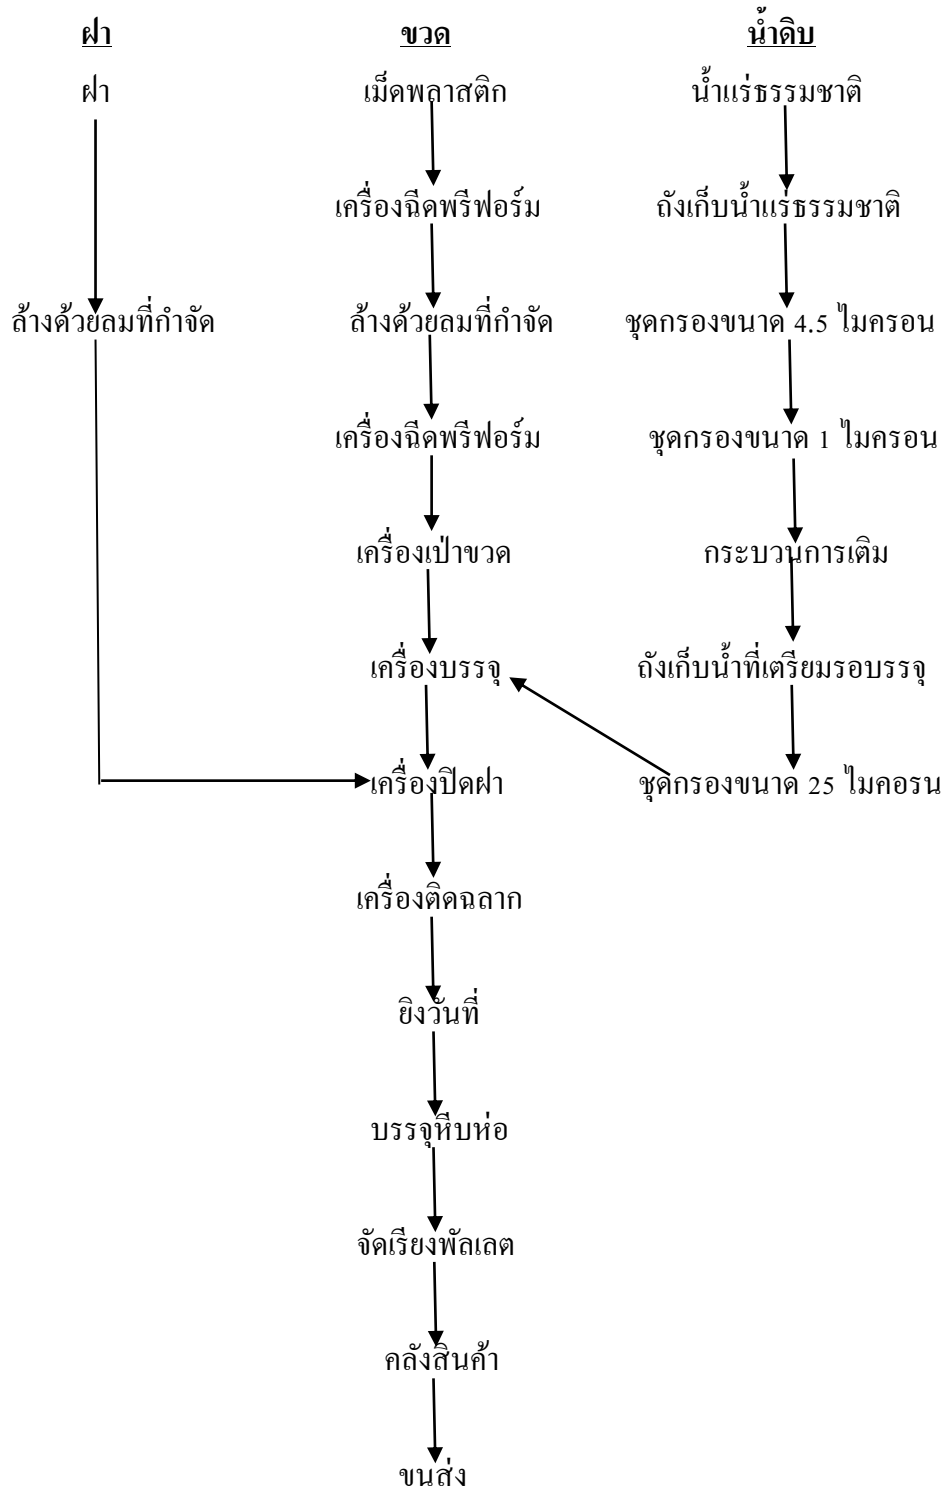 ฝา ขวด น้ำดิบ
ฝา เม็ดพลาสติก น้ำแร่ธรรมชาติ
เครื่องฉีดพรีฟอร์ม ถังเก็บน้ำแร่ธรรมชาติ
ล้างด้วยลมที่กำจัด ล้างด้วยลมที่กำจัด ชุดกรองขนาด 4.5 ไมครอน
เครื่องฉีดพรีฟอร์ม ชุดกรองขนาด 1 ไมครอน
เครื่องเป่าขวด กระบวนการเติม
เครื่องบรรจุ ถังเก็บน้ำที่เตรียมรอบรรจุ
เครื่องปิดฝา ชุดกรองขนาด 25 ไมคอรน
เครื่องติดฉลาก
ยิงวันที่
บรรจุหีบห่อ
จัดเรียงพัลเลต
คลังสินค้า
ขนส่ง